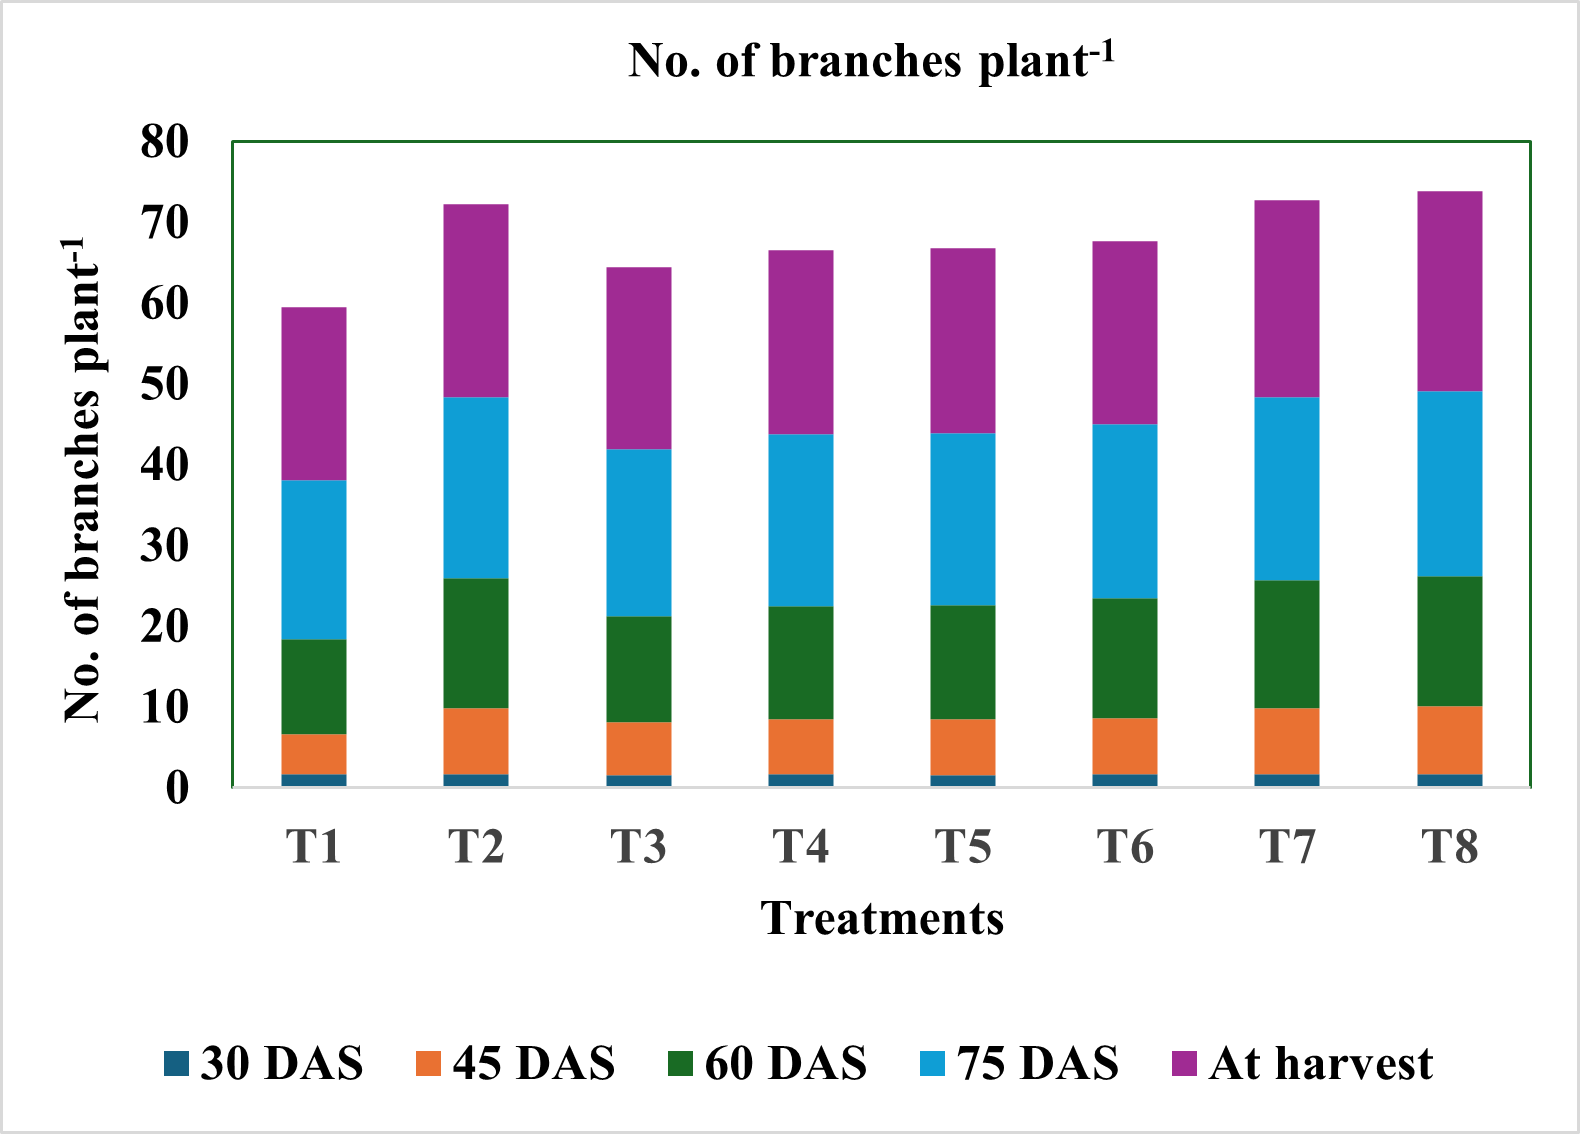 No. of branches plant-1
No. of branches plant-1
80
70
60
50
40
30
20
10
0
T1 T2 T3 T4 T5 T6 T7 T8
Treatments
30 DAS 45 DAS 60 DAS 75 DAS At harvest